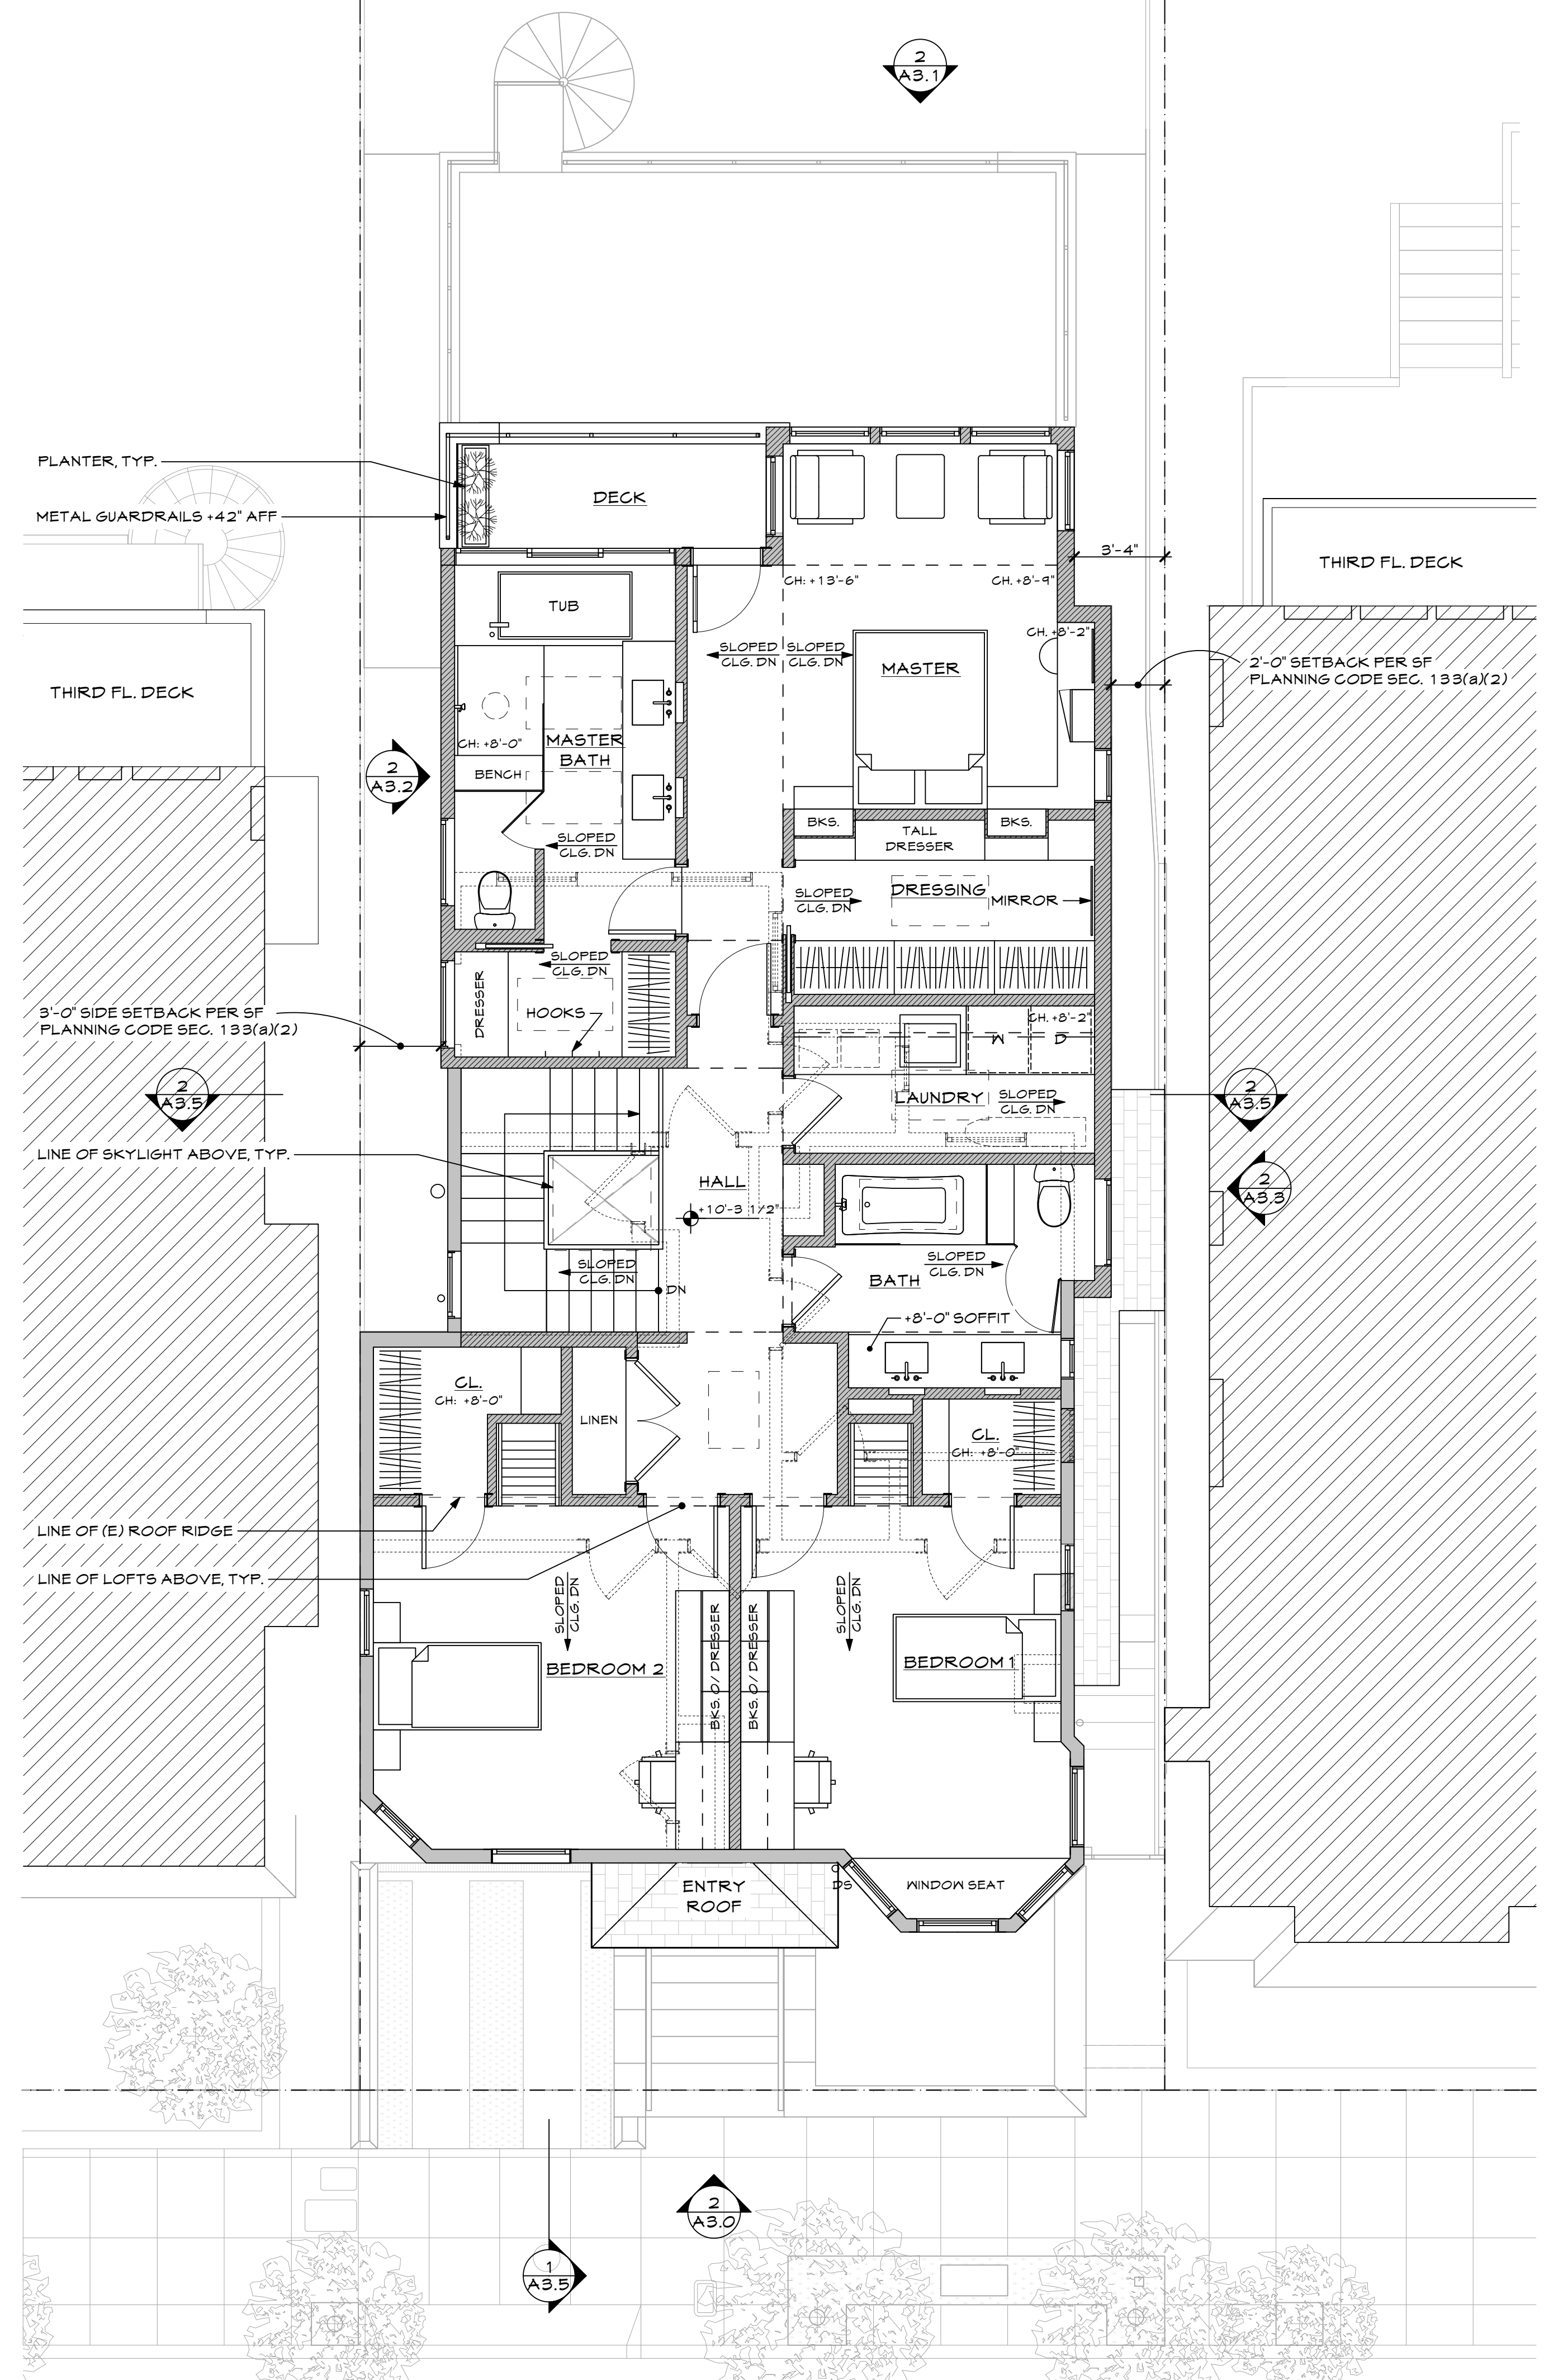 2
A3.1
PLANTER, TYP.
DECK
METAL GUARDRAILS +42" AFF
3'-4"
THIRD FL. DECK
CH: +13'-6"
CH. +8'-9"
TUB
CH. +8'-2"
SLOPED
CLG. DN
SLOPED
CLG. DN
MASTER
2'-0" SETBACK PER SF
PLANNING CODE SEC. 133(a)(2)
THIRD FL. DECK
CH: +8'-0"
MASTER
BATH
2
A3.2
BENCH
BKS.
TALL
DRESSER
BKS.
SLOPED
CLG. DN
SLOPED
CLG. DN
DRESSING
MIRROR
SLOPED
CLG. DN
DRESSER
HOOKS
3'-0" SIDE SETBACK PER SF
PLANNING CODE SEC. 133(a)(2)
CH. +8'-2"
W
D
2
A3.5
LAUNDRY
SLOPED
CLG. DN
2
A3.5
LINE OF SKYLIGHT ABOVE, TYP.
HALL
+10'-3 1/2"
2
A3.3
SLOPED
CLG. DN
DN
SLOPED
CLG. DN
BATH
+8'-0" SOFFIT
CL.
CH: +8'-0"
LINEN
CL.
CH: +8'-0"
LINE OF (E) ROOF RIDGE
LINE OF LOFTS ABOVE, TYP.
SLOPED
CLG. DN
SLOPED
CLG. DN
BKS. O/ DRESSER
BKS. O/ DRESSER
BEDROOM 2
BEDROOM 1
ENTRY
ROOF
DS
WINDOW SEAT
2
A3.0
1
A3.5